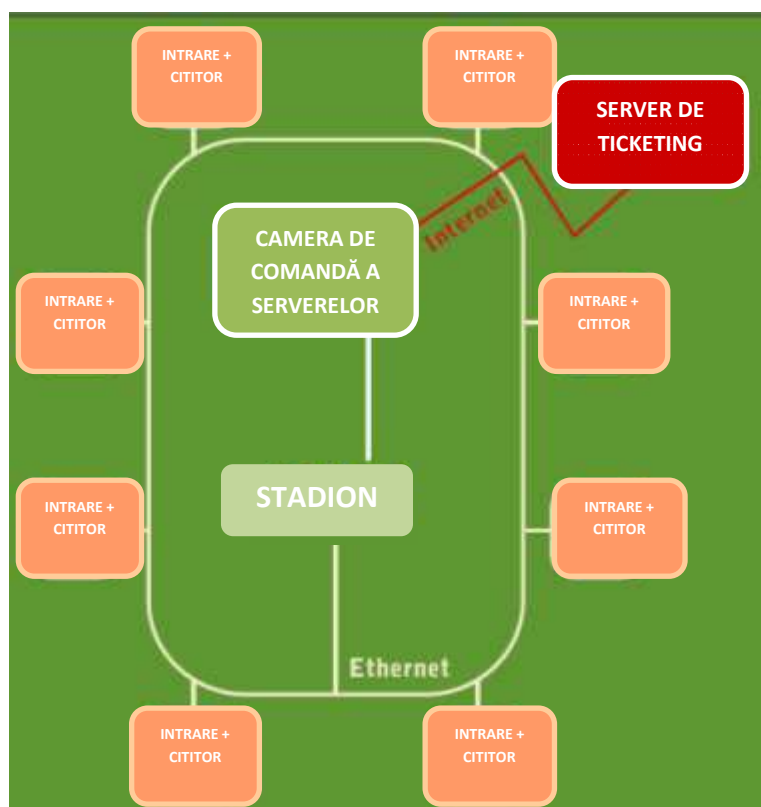 INTRARE +
CITITOR
INTRARE +
CITITOR
SERVER DE
TICKETING
Internet
CAMERA DE
COMANDĂ A
SERVERELOR
INTRARE +
CITITOR
INTRARE +
CITITOR
STADION
INTRARE +
CITITOR
INTRARE +
CITITOR
Ethernet
INTRARE +
CITITOR
INTRARE +
CITITOR